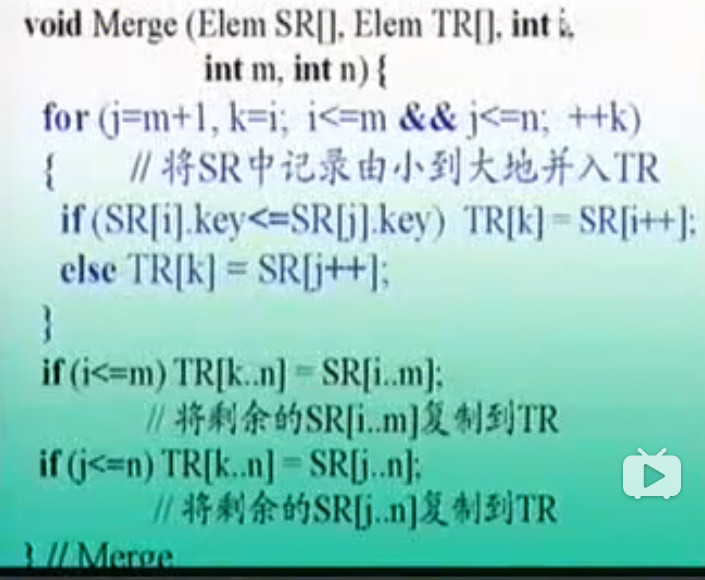 void Merge (Elem SR[], Elem TR[], int i,
int m, int n) {
for (j=m+1, k=i; i<=m && j<=n; ++k)
{ // 将SR中记录由小到大地并入TR
if (SR[i].key<=SR[j].key) TR[k] = SR[i++];
else TR[k] = SR[j++];
}
if (i<=m) TR[k..n] = SR[i..m];
// 将剩余的SR[i..m]复制到TR
if (j<=n) TR[k..n] = SR[j..n];
// 将剩余的SR[j..n]复制到TR
} // Merge